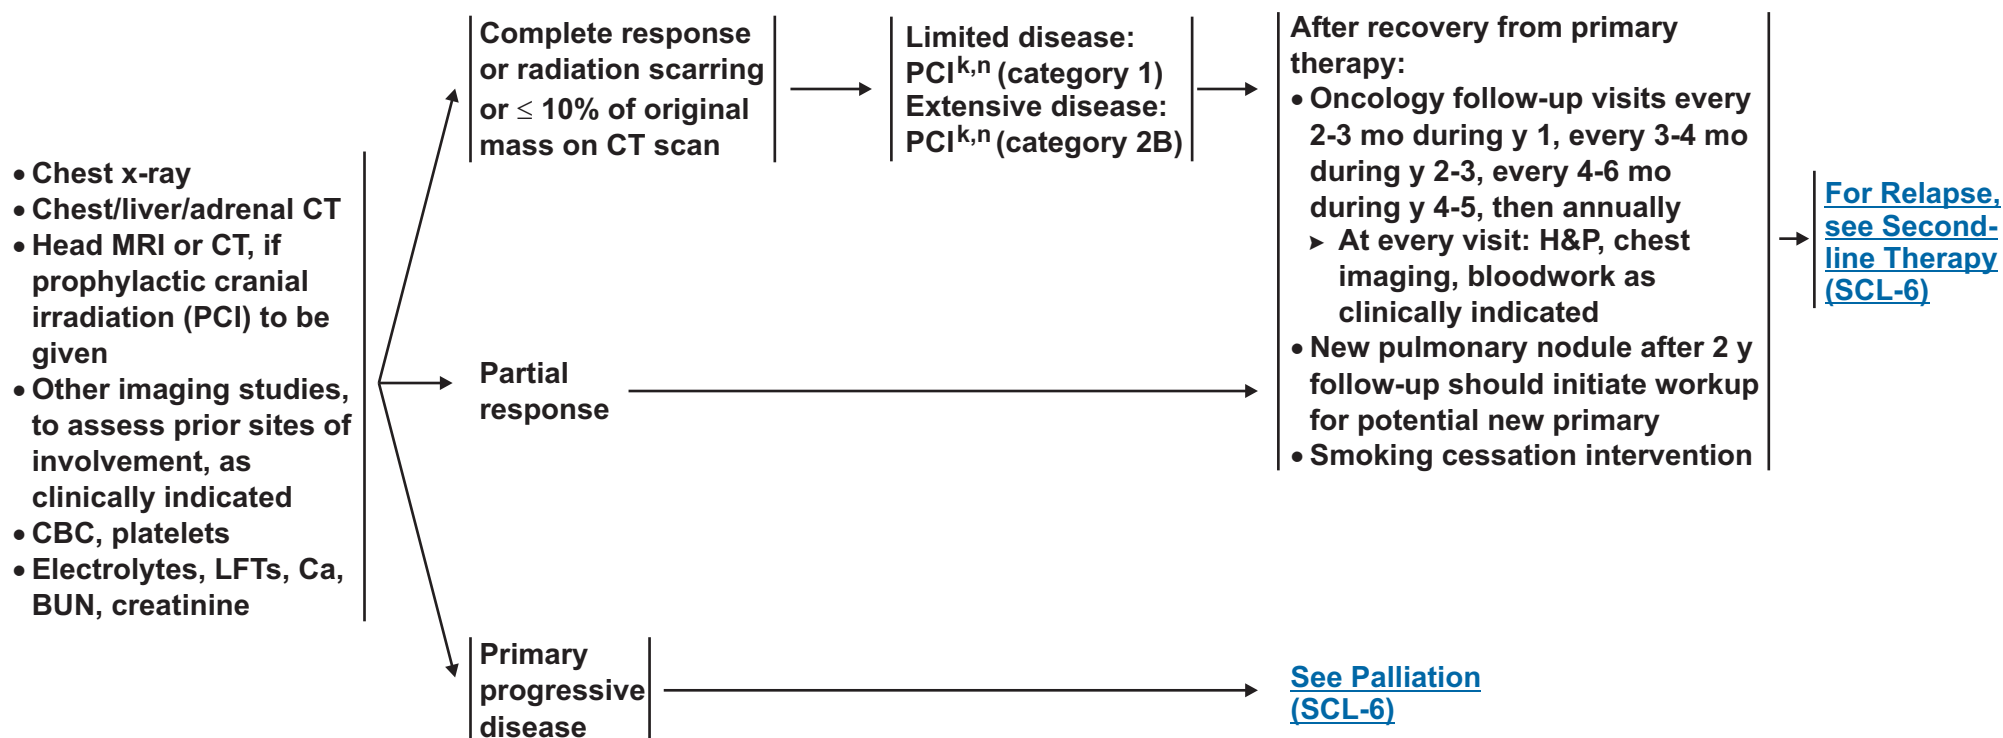 • Chest x-ray
• Chest/liver/adrenal CT
• Head MRI or CT, if
prophylactic cranial
irradiation (PCI) to be
given
• Other imaging studies,
to assess prior sites of
involvement, as
clinically indicated
• CBC, platelets
• Electrolytes, LFTs, Ca,
BUN, creatinine
Complete response
or radiation scarring
or ≤ 10% of original
mass on CT scan
Limited disease:
PCIk,n (category 1)
Extensive disease:
PCIk,n (category 2B)
Partial
response
Primary
progressive
disease
After recovery from primary
therapy:
• Oncology follow-up visits every
2-3 mo during y 1, every 3-4 mo
during y 2-3, every 4-6 mo
during y 4-5, then annually
➤ At every visit: H&P, chest
imaging, bloodwork as
clinically indicated
• New pulmonary nodule after 2 y
follow-up should initiate workup
for potential new primary
• Smoking cessation intervention
See Palliation
(SCL-6)
For Relapse,
see Second-
line Therapy
(SCL-6)